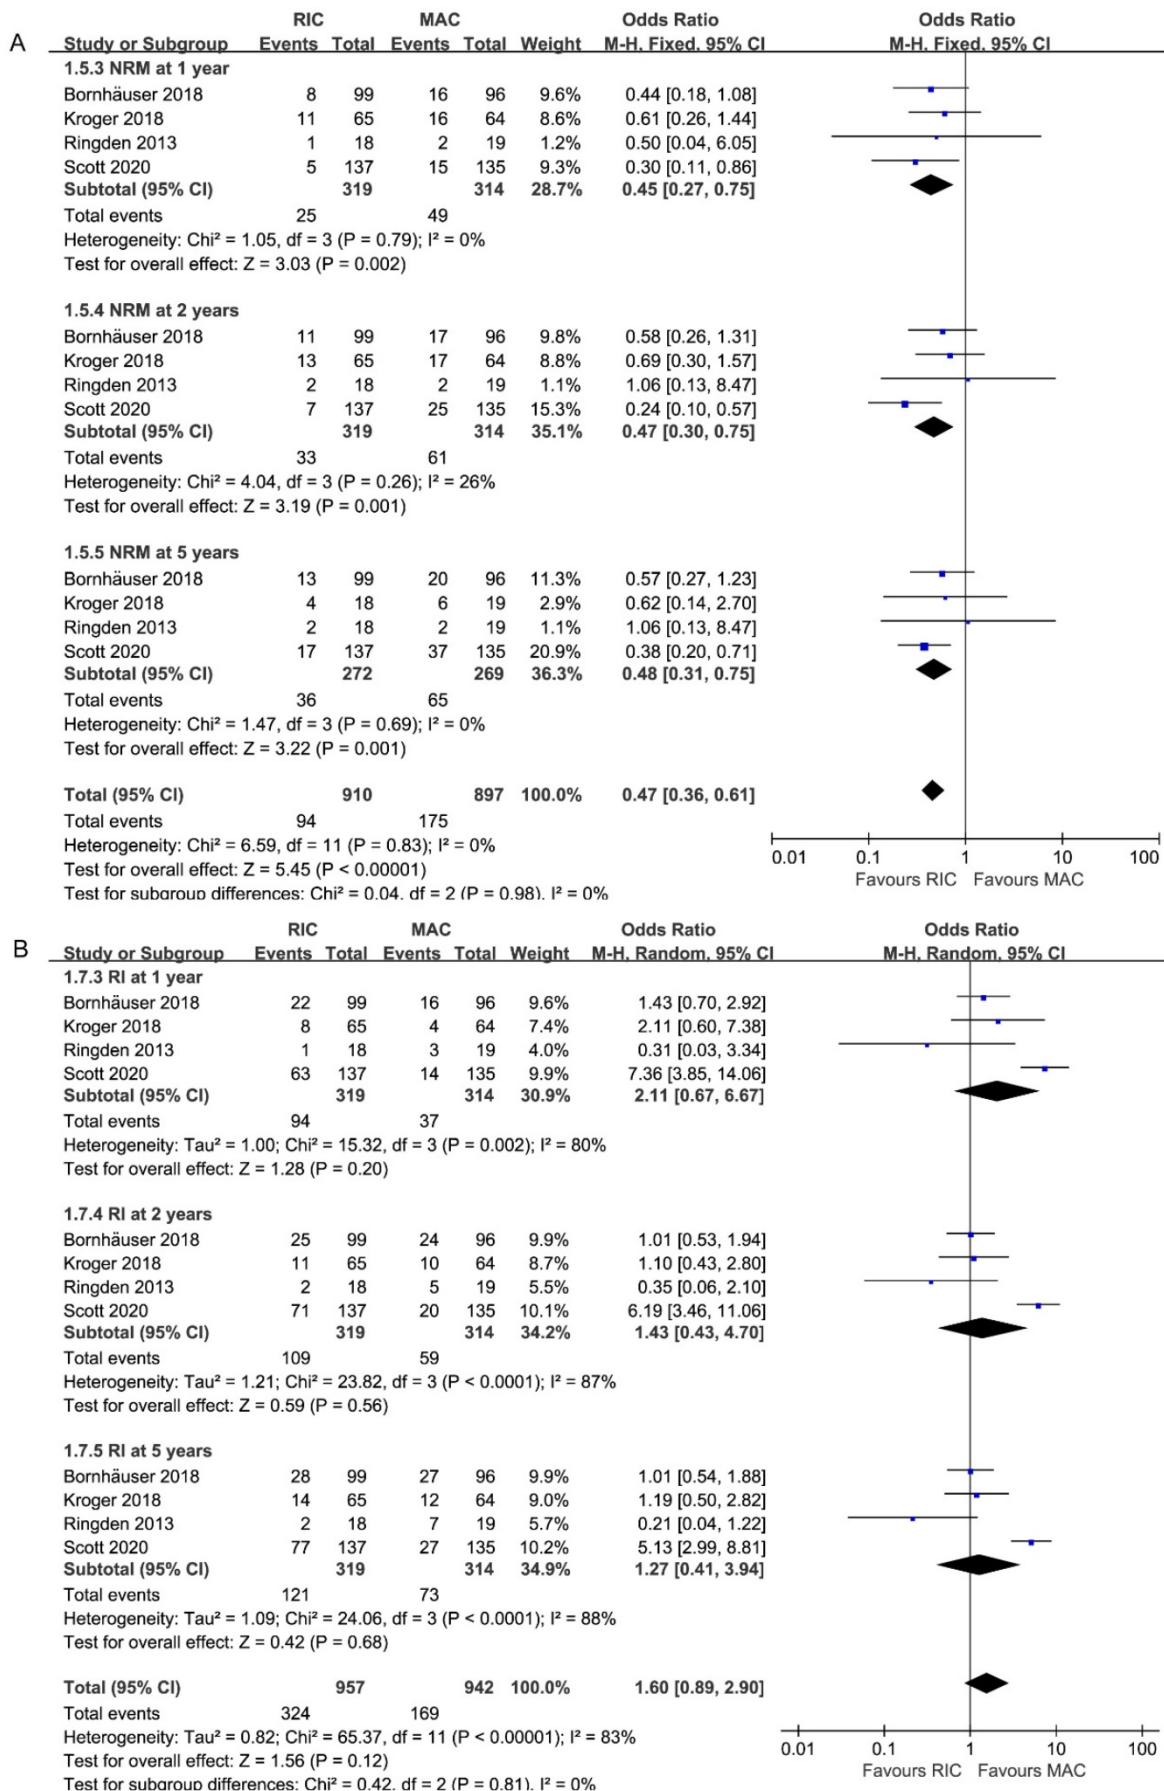 A
RIC MAC Odds Ratio Odds Ratio
Study or Subgroup Events Total Events Total Weight M-H, Fixed, 95% CI M-H, Fixed, 95% CI
1.5.3 NRM at 1 year
Bornhäuser 2018 8 99 16 96 9.6% 0.44 [0.18, 1.08]
Kroger 2018 11 65 16 64 8.6% 0.61 [0.26, 1.44]
Ringden 2013 1 18 2 19 1.2% 0.50 [0.04, 6.05]
Scott 2020 5 137 15 135 9.3% 0.30 [0.11, 0.86]
Subtotal (95% CI) 319 314 28.7% 0.45 [0.27, 0.75]
Total events 25 49
Heterogeneity: Chi² = 1.05, df = 3 (P = 0.79); I² = 0%
Test for overall effect: Z = 3.03 (P = 0.002)
1.5.4 NRM at 2 years
Bornhäuser 2018 11 99 17 96 9.8% 0.58 [0.26, 1.31]
Kroger 2018 13 65 17 64 8.8% 0.69 [0.30, 1.57]
Ringden 2013 2 18 2 19 1.1% 1.06 [0.13, 8.47]
Scott 2020 7 137 25 135 15.3% 0.24 [0.10, 0.57]
Subtotal (95% CI) 319 314 35.1% 0.47 [0.30, 0.75]
Total events 33 61
Heterogeneity: Chi² = 4.04, df = 3 (P = 0.26); I² = 26%
Test for overall effect: Z = 3.19 (P = 0.001)
1.5.5 NRM at 5 years
Bornhäuser 2018 13 99 20 96 11.3% 0.57 [0.27, 1.23]
Kroger 2018 4 18 6 19 2.9% 0.62 [0.14, 2.70]
Ringden 2013 2 18 2 19 1.1% 1.06 [0.13, 8.47]
Scott 2020 17 137 37 135 20.9% 0.38 [0.20, 0.71]
Subtotal (95% CI) 272 269 36.3% 0.48 [0.31, 0.75]
Total events 36 65
Heterogeneity: Chi² = 1.47, df = 3 (P = 0.69); I² = 0%
Test for overall effect: Z = 3.22 (P = 0.001)
Total (95% CI) 910 897 100.0% 0.47 [0.36, 0.61]
Total events 94 175
Heterogeneity: Chi² = 6.59, df = 11 (P = 0.83); I² = 0%
Test for overall effect: Z = 5.45 (P < 0.00001)
Test for subgroup differences: Chi² = 0.04, df = 2 (P = 0.98), I² = 0%
0.01 0.1 1 10 100
Favours RIC Favours MAC
B
RIC MAC Odds Ratio Odds Ratio
Study or Subgroup Events Total Events Total Weight M-H, Random, 95% CI M-H, Random, 95% CI
1.7.3 RI at 1 year
Bornhäuser 2018 22 99 16 96 9.6% 1.43 [0.70, 2.92]
Kroger 2018 8 65 4 64 7.4% 2.11 [0.60, 7.38]
Ringden 2013 1 18 3 19 4.0% 0.31 [0.03, 3.34]
Scott 2020 63 137 14 135 9.9% 7.36 [3.85, 14.06]
Subtotal (95% CI) 319 314 30.9% 2.11 [0.67, 6.67]
Total events 94 37
Heterogeneity: Tau² = 1.00; Chi² = 15.32, df = 3 (P = 0.002); I² = 80%
Test for overall effect: Z = 1.28 (P = 0.20)
1.7.4 RI at 2 years
Bornhäuser 2018 25 99 24 96 9.9% 1.01 [0.53, 1.94]
Kroger 2018 11 65 10 64 8.7% 1.10 [0.43, 2.80]
Ringden 2013 2 18 5 19 5.5% 0.35 [0.06, 2.10]
Scott 2020 71 137 20 135 10.1% 6.19 [3.46, 11.06]
Subtotal (95% CI) 319 314 34.2% 1.43 [0.43, 4.70]
Total events 109 59
Heterogeneity: Tau² = 1.21; Chi² = 23.82, df = 3 (P < 0.0001); I² = 87%
Test for overall effect: Z = 0.59 (P = 0.56)
1.7.5 RI at 5 years
Bornhäuser 2018 28 99 27 96 9.9% 1.01 [0.54, 1.88]
Kroger 2018 14 65 12 64 9.0% 1.19 [0.50, 2.82]
Ringden 2013 2 18 7 19 5.7% 0.21 [0.04, 1.22]
Scott 2020 77 137 27 135 10.2% 5.13 [2.99, 8.81]
Subtotal (95% CI) 319 314 34.9% 1.27 [0.41, 3.94]
Total events 121 73
Heterogeneity: Tau² = 1.09; Chi² = 24.06, df = 3 (P < 0.0001); I² = 88%
Test for overall effect: Z = 0.42 (P = 0.68)
Total (95% CI) 957 942 100.0% 1.60 [0.89, 2.90]
Total events 324 169
Heterogeneity: Tau² = 0.82; Chi² = 65.37, df = 11 (P < 0.00001); I² = 83%
Test for overall effect: Z = 1.56 (P = 0.12)
Test for subgroup differences: Chi² = 0.42, df = 2 (P = 0.81), I² = 0%
0.01 0.1 1 10 100
Favours RIC Favours MAC